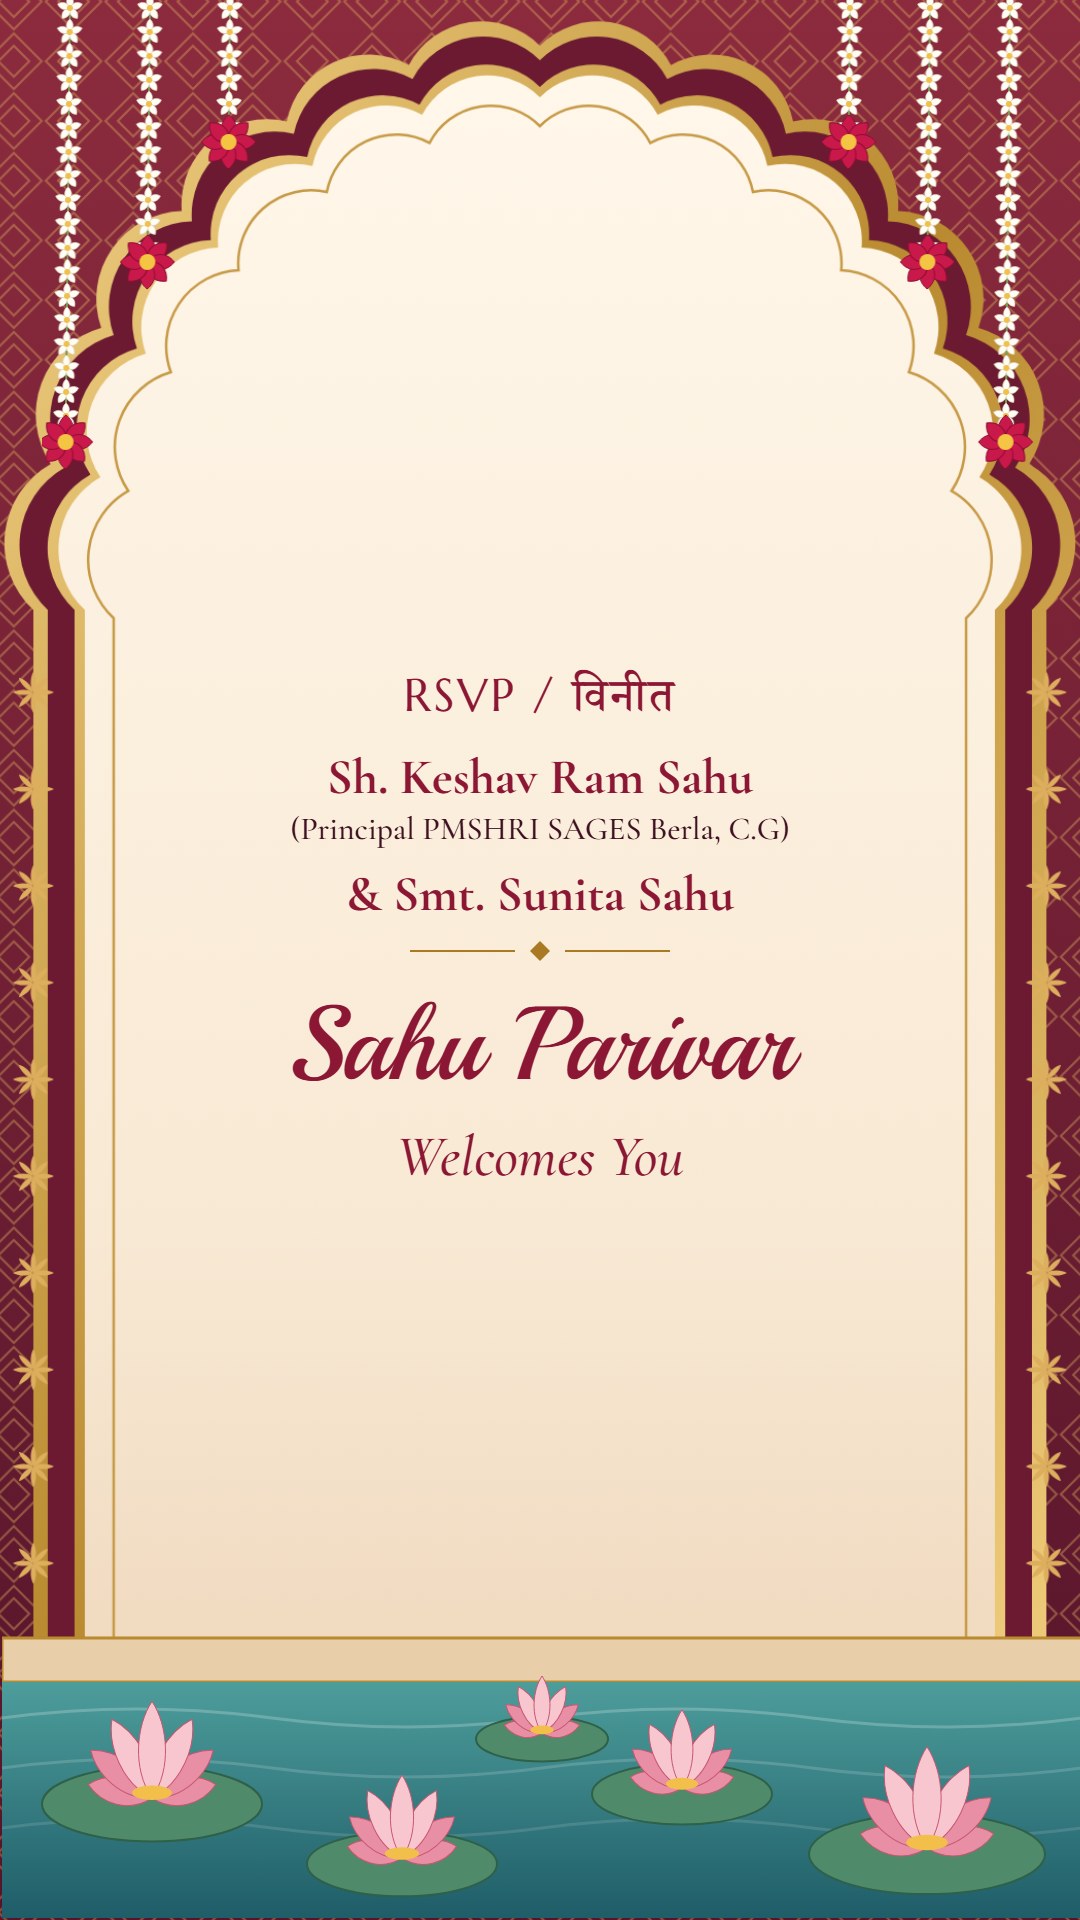 RSVP / विनीत
Sh. Keshav Ram Sahu
(Principal PMSHRI SAGES Berla, C.G)
& Smt. Sunita Sahu
Sahu Parivar
Welcomes You